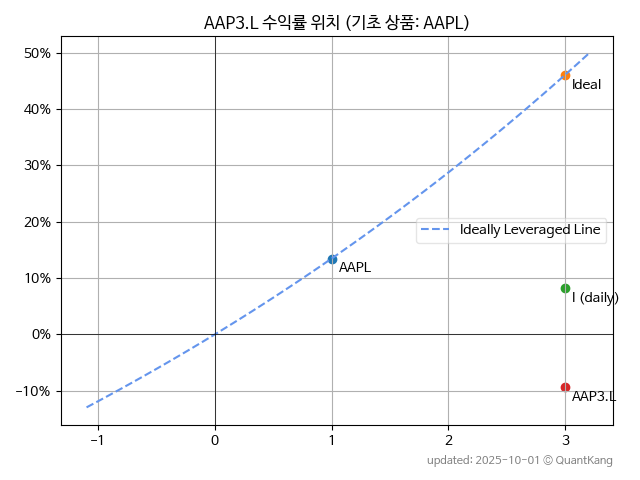 AAP3.L 수익률 위치 (기초 상품: AAPL)
50%
40%
30%
20%
10%
0%
−10%
Ideal
Ideally Leveraged Line
AAPL
I (daily)
AAP3.L
−1
0
1
2
3
updated: 2025-10-01 © QuantKang